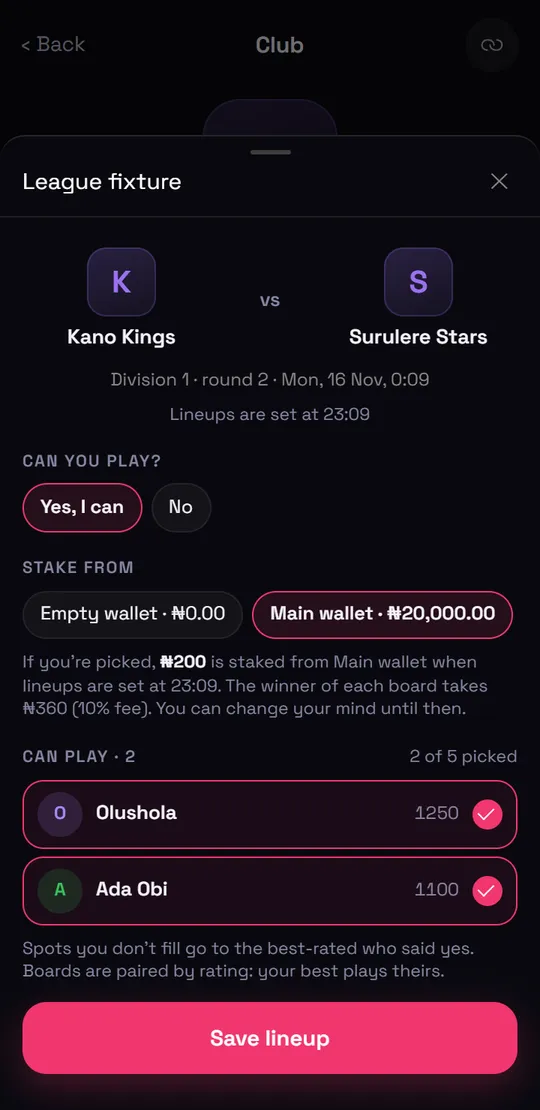 < Back
Club
League fixture
K
S
vs
Kano Kings
Surulere Stars
Division 1 · round 2 · Mon, 16 Nov, 0:09
Lineups are set at 23:09
CAN YOU PLAY?
Yes, I can
No
STAKE FROM
Empty wallet · ₦0.00
Main wallet · ₦20,000.00
If you're picked, ₦200 is staked from Main wallet when
lineups are set at 23:09. The winner of each board takes
₦360 (10% fee). You can change your mind until then.
CAN PLAY · 2
2 of 5 picked
O
Olushola
1250
A
Ada Obi
1100
Spots you don't fill go to the best-rated who said yes.
Boards are paired by rating: your best plays theirs.
Save lineup